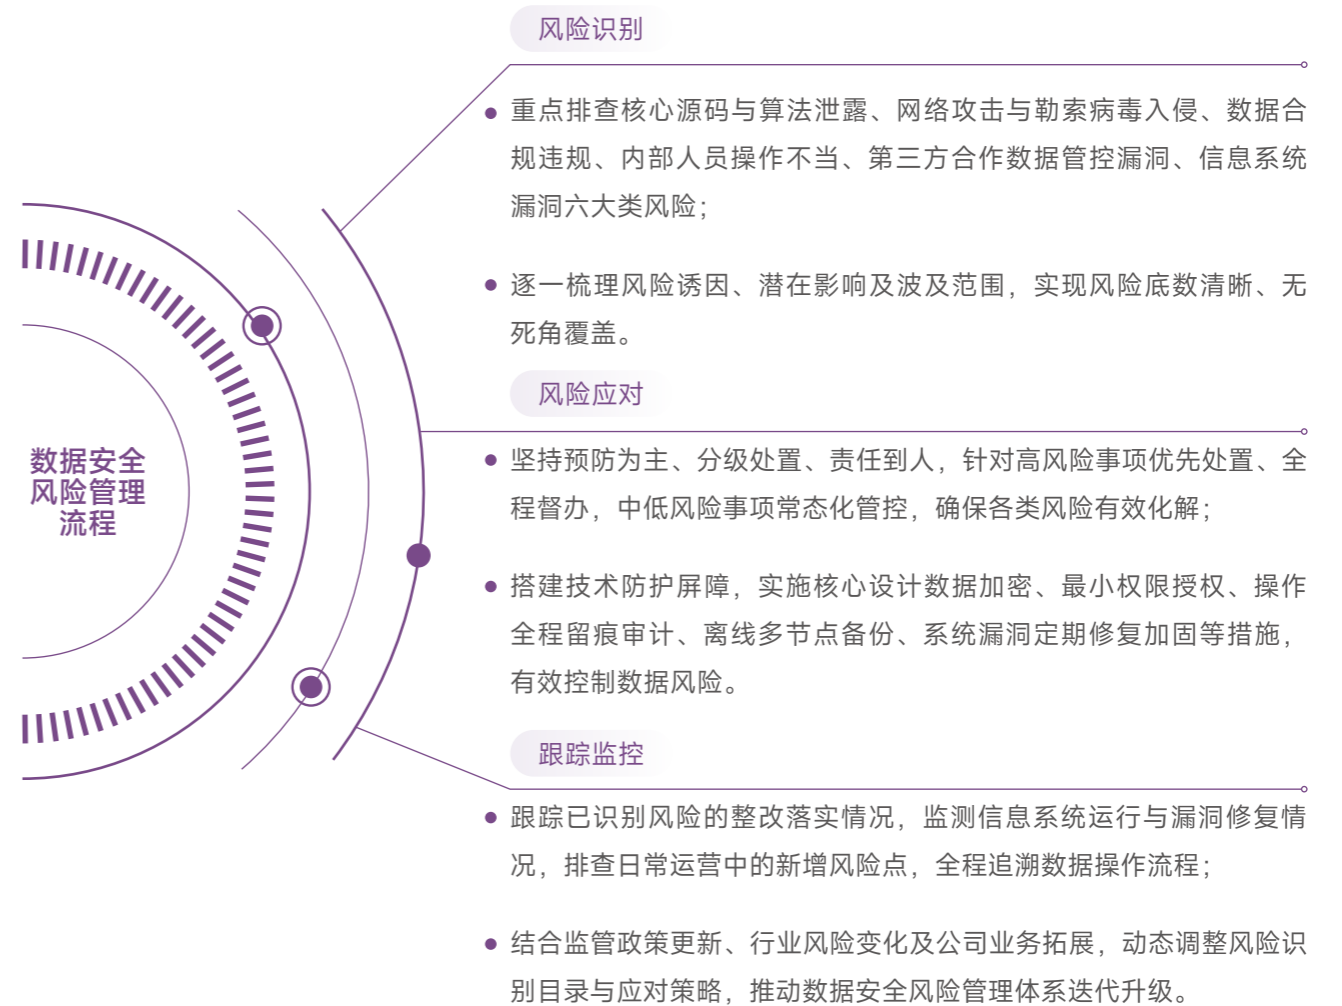 风险识别
重点排查核心源码与算法泄露、网络攻击与勒索病毒入侵、数据合
规违规、内部人员操作不当、第三方合作数据管控漏洞、信息系统
漏洞六大类风险；
逐一梳理风险诱因、潜在影响及波及范围，实现风险底数清晰、无
死角覆盖。
风险应对
坚持预防为主、分级处置、责任到人，针对高风险事项优先处置、全
程督办，中低风险事项常态化管控，确保各类风险有效化解；
搭建技术防护屏障，实施核心设计数据加密、最小权限授权、操作
全程留痕审计、离线多节点备份、系统漏洞定期修复加固等措施，
有效控制数据风险。
跟踪监控
跟踪已识别风险的整改落实情况，监测信息系统运行与漏洞修复情
况，排查日常运营中的新增风险点，全程追溯数据操作流程；
结合监管政策更新、行业风险变化及公司业务拓展，动态调整风险识
别目录与应对策略，推动数据安全风险管理体系迭代升级。
数据安全
风险管理
流程